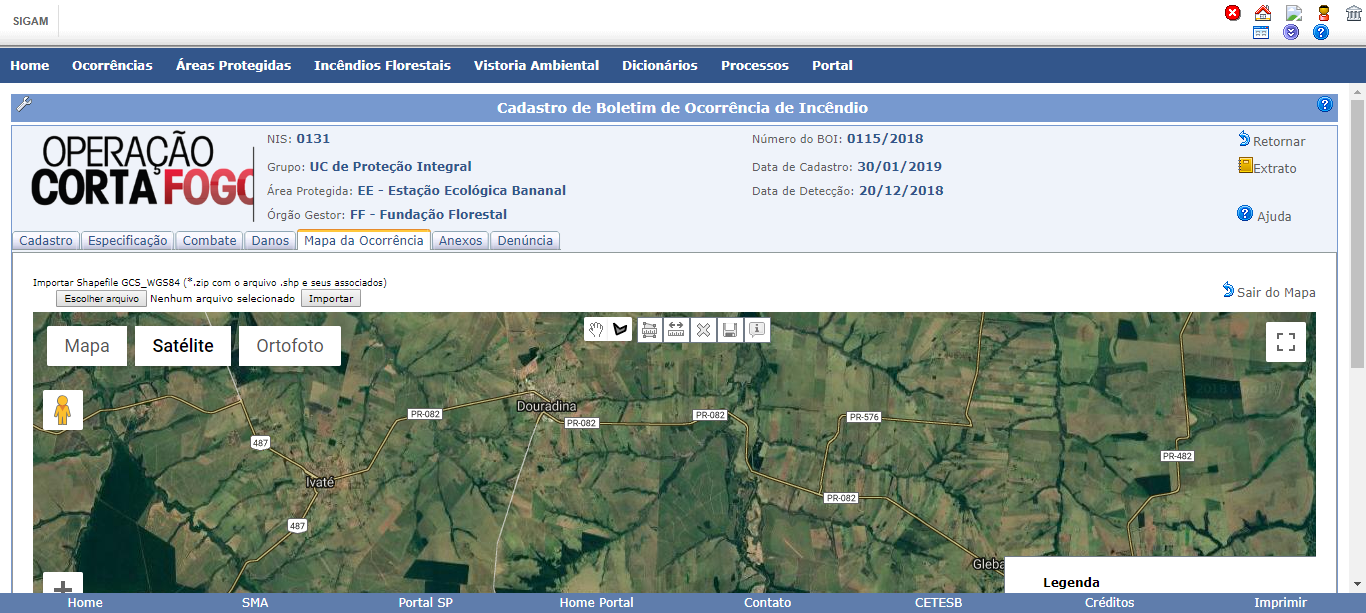 SIGAM
Home Ocorrências Áreas Protegidas Incêndios Florestais Vistoria Ambiental Dicionários Processos Portal
Cadastro de Boletim de Ocorrência de Incêndio
OPERAÇÃO
CORTA FOGO
NIS: 0131 Número do BOI: 0115/2018
Retornar
Grupo: UC de Proteção Integral Data de Cadastro: 30/01/2019
Extrato
Área Protegida: EE - Estação Ecológica Bananal Data de Detecção: 20/12/2018
Órgão Gestor: FF - Fundação Florestal
Ajuda
Cadastro Especificação Combate Danos Mapa da Ocorrência Anexos Denúncia
Importar Shapefile GCS_WGS84 (*.zip com o arquivo .shp e seus associados)
Escolher arquivo Nenhum arquivo selecionado Importar
Sair do Mapa
Mapa Satélite Ortofoto
Douradina
PR-082
PR-082
PR-082
PR-576
487
PR-482
Ivaté
PR-082
487
Gleba
Legenda
Home SMA Portal SP Home Portal Contato CETESB Créditos Imprimir